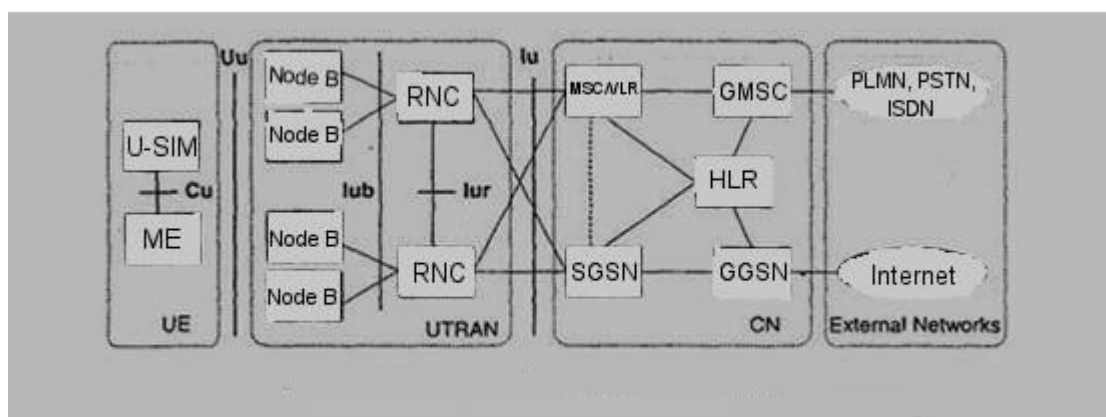 Uu
Iu
Node B
RNC
MSC/VLR
GMSC
PLMN, PSTN,
ISDN
Node B
U-SIM
Cu
Iub
Iur
HLR
ME
Node B
RNC
SGSN
GGSN
Internet
Node B
UE
UTRAN
CN
External Networks